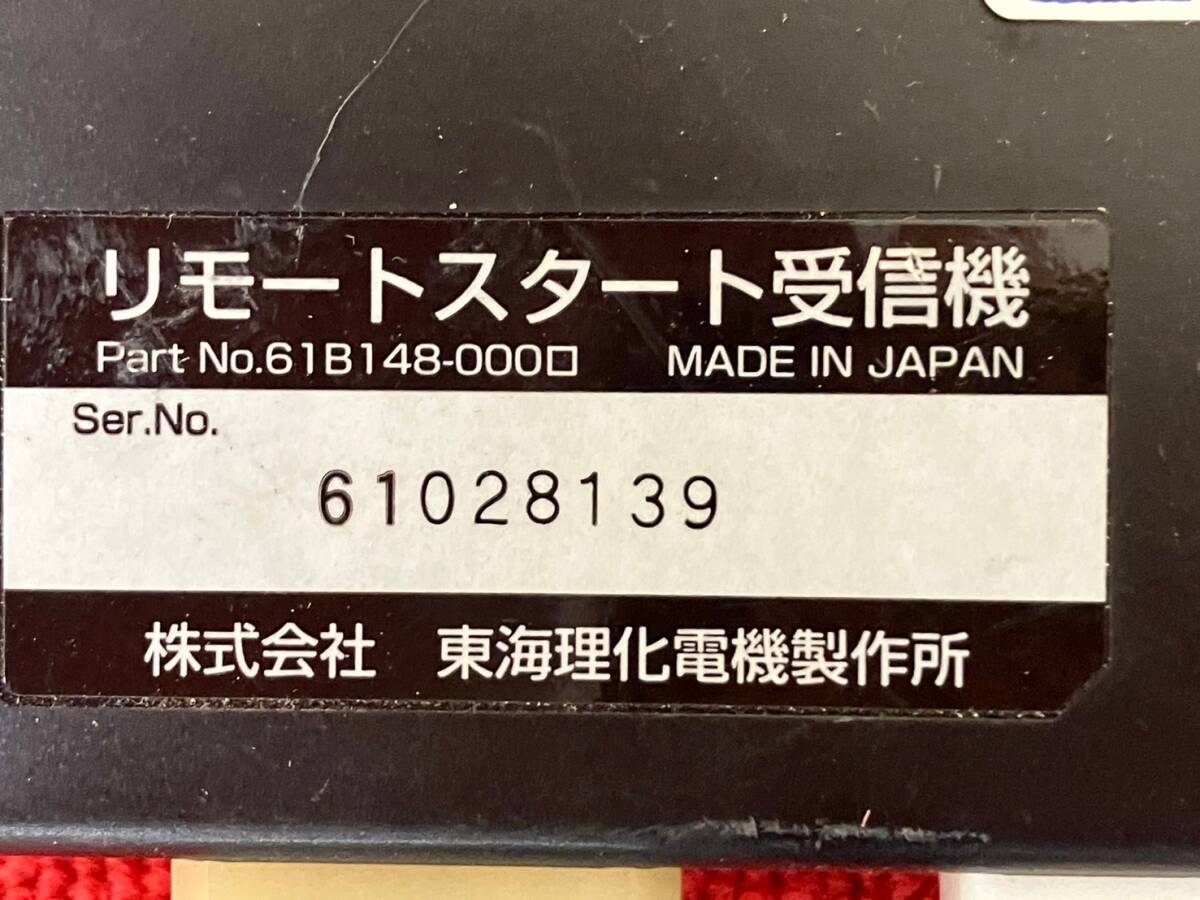 リモートスタート受信機
Part No.61B148-000□ MADE IN JAPAN
Ser.No.
61028139
株式会社 東海理化電機製作所